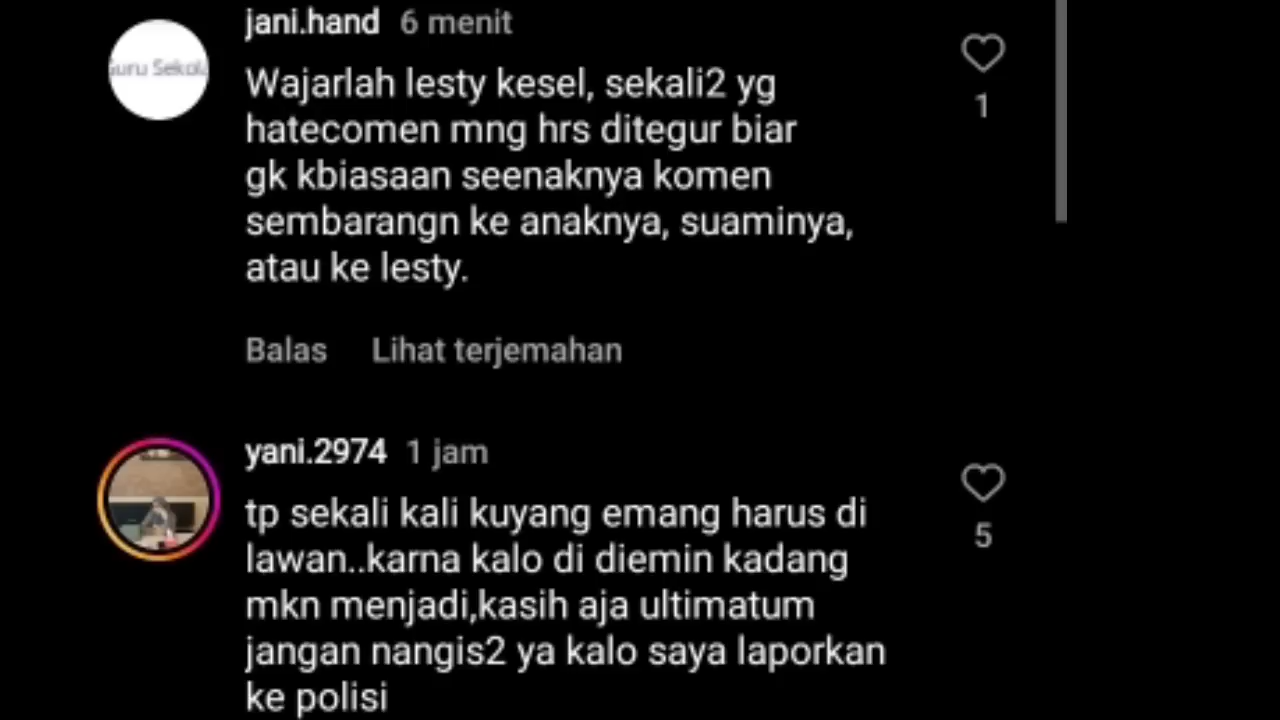 jani.hand 6 menit
Guru Sekola
Wajarlah lesty kesel, sekali2 yg
hatecomen mng hrs ditegur biar
gk kbiasaan seenaknya komen
sembarangn ke anaknya, suaminya,
atau ke lesty.
1
Balas Lihat terjemahan
yani.2974 1 jam
tp sekali kali kuyang emang harus di
lawan..karna kalo di diemin kadang
mkn menjadi,kasih aja ultimatum
jangan nangis2 ya kalo saya laporkan
ke polisi
5